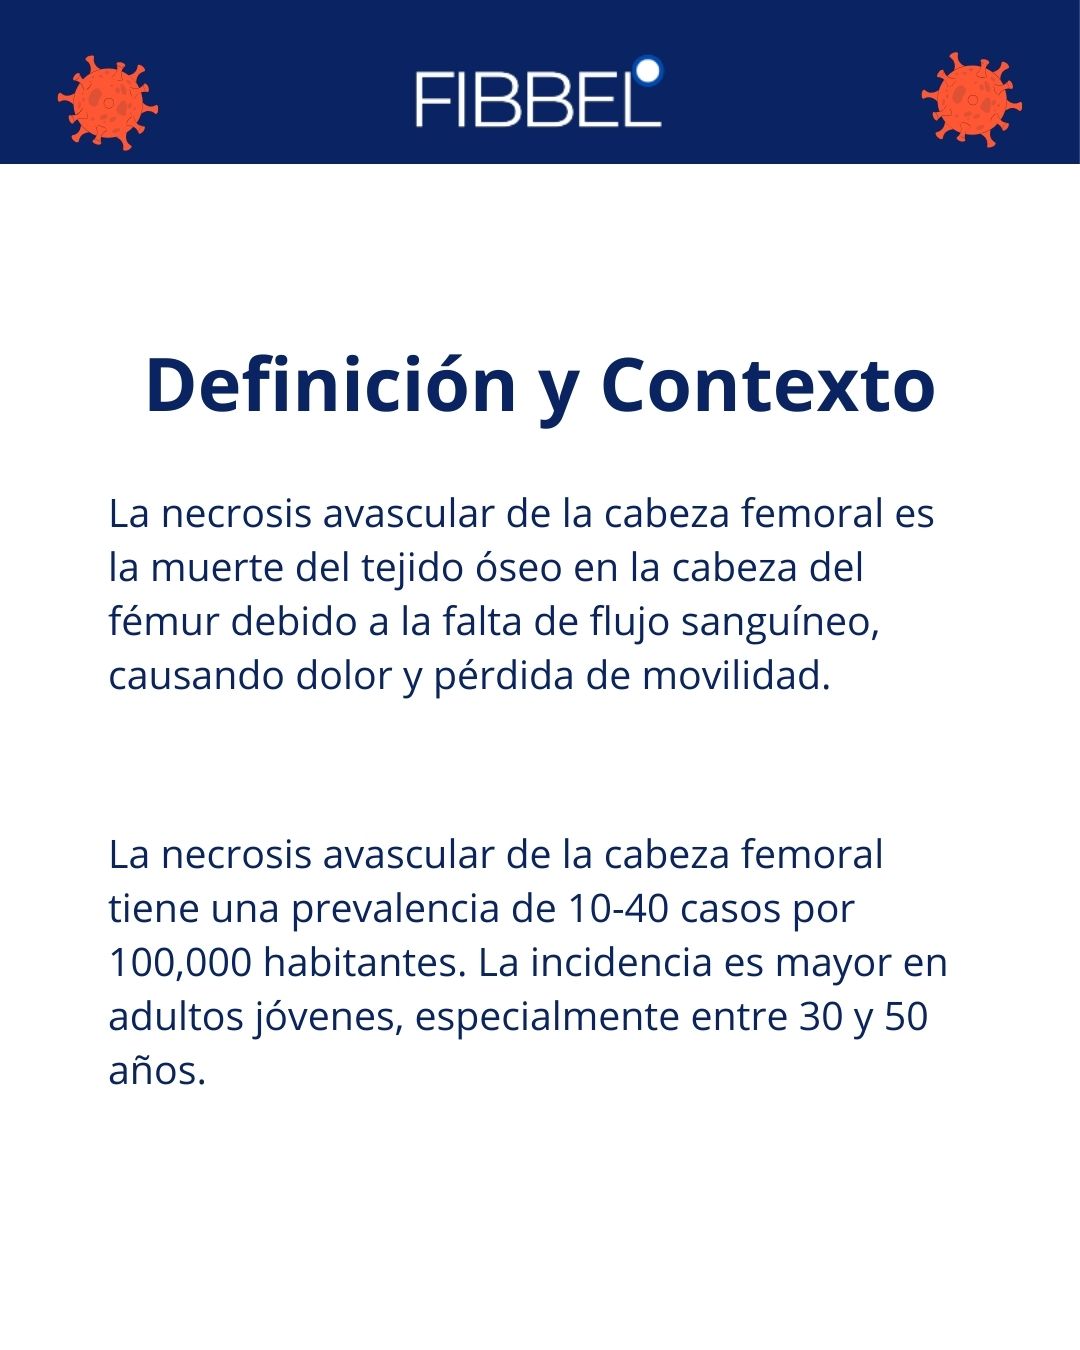 FIBBEL
Definición y Contexto
La necrosis avascular de la cabeza femoral es
la muerte del tejido óseo en la cabeza del
fémur debido a la falta de flujo sanguíneo,
causando dolor y pérdida de movilidad.
La necrosis avascular de la cabeza femoral
tiene una prevalencia de 10-40 casos por
100,000 habitantes. La incidencia es mayor en
adultos jóvenes, especialmente entre 30 y 50
años.